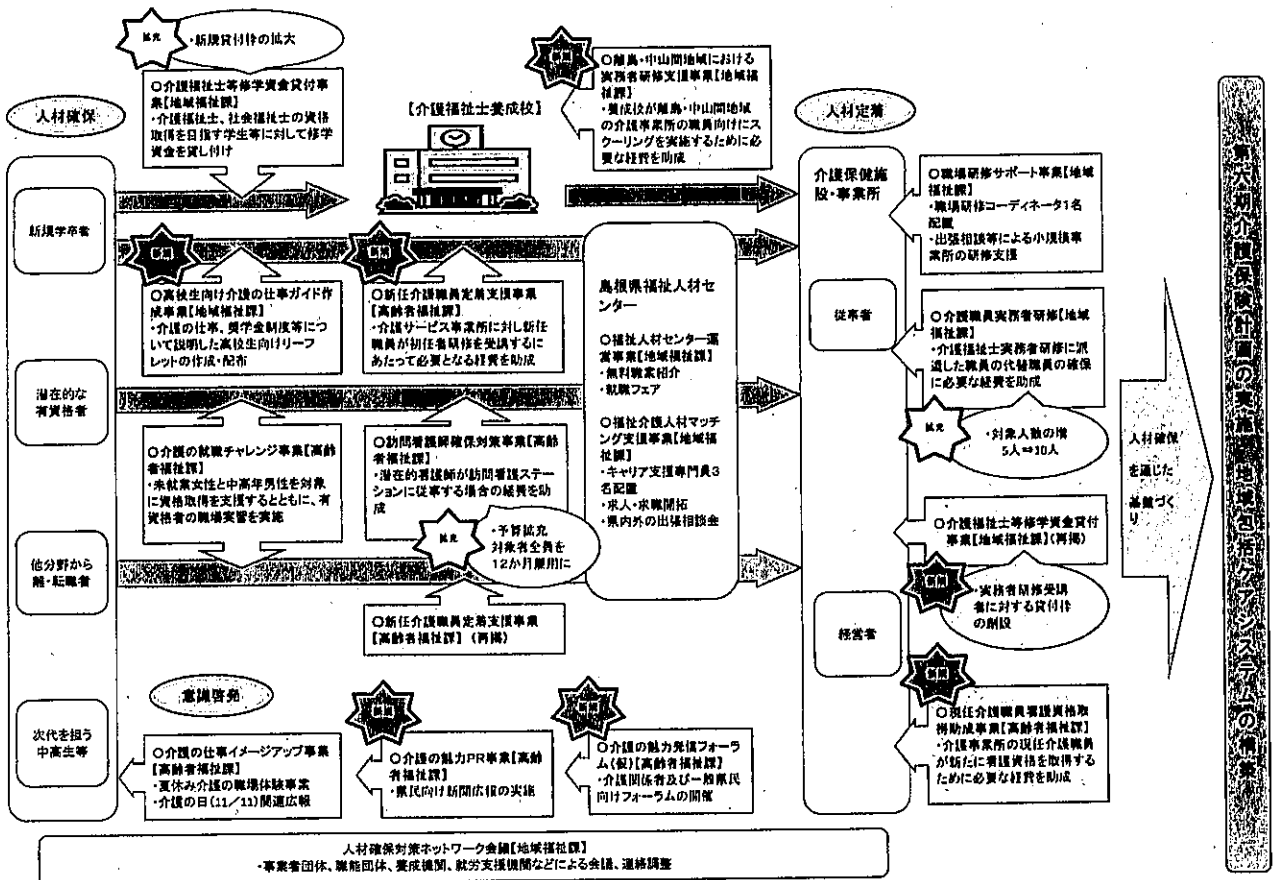 拡充
・新規貸付枠の拡大
○介護福祉士等修学資金貸付事
業【地域福祉課】
・介護福祉士、社会福祉士の資格
取得を目指す学生等に対して修学
資金を貸し付け
人材確保
新規学卒者
潜在的な
有資格者
他分野から
離・転職者
次代を担う
中高生等
【介護福祉士養成校】
新規
○離島・中山間地域における
実務者研修支援事業【地域福
祉課】
・養成校が離島・中山間地域
の介護事業所の職員向けにス
クーリングを実施するために必
要な経費を助成
新規
○高校生向け介護の仕事ガイド作
成事業【地域福祉課】
・介護の仕事、奨学金制度等につ
いて説明した高校生向けリーフ
レットの作成・配布
新規
○新任介護職員定着支援事業
【高齢者福祉課】
・介護サービス事業所に対し新任
職員が初任者研修を受講するに
あたって必要となる経費を助成
○介護の就職チャレンジ事業【高齢
者福祉課】
・未就業女性と中高年男性を対象
に資格取得を支援するとともに、有
資格者の職場実習を実施
○訪問看護師確保対策事業【高齢
者福祉課】
・潜在的看護師が訪問看護ステー
ションに従事する場合の経費を助
成
拡充
・予算拡充
対象者全員を
12か月雇用に
○新任介護職員定着支援事業
【高齢者福祉課】（再掲）
島根県福祉人材セ
ンター
○福祉人材センター運
営事業【地域福祉課】
・無料職業紹介
・就職フェア
○福祉介護人材マッチ
ング支援事業【地域福
祉課】
・キャリア支援専門員3
名配置
・求人・求職開拓
・県内外の出張相談会
人材定着
介護保健施
設・事業所
従事者
経営者
○職場研修サポート事業【地域
福祉課】
・職場研修コーディネータ1名
配置
・出張相談等による小規模事
業所の研修支援
○介護職員実務者研修【地域
福祉課】
・介護福祉士実務者研修に派
遣した職員の代替職員の確保
に必要な経費を助成
拡充
・対象人数の増
5人⇒10人
○介護福祉士等修学資金貸付
事業【地域福祉課】（再掲）
新規
・実務者研修受講
者に対する貸付枠
の創設
新規
○現任介護職員看護資格取
得助成事業【高齢者福祉課】
・介護事業所の現任介護職員
が新たに看護資格を取得する
ために必要な経費を助成
人材確保
を通じた
基盤づく
り
第六期介護保険計画の実施・地域包括ケアシステムの構築
意識啓発
○介護の仕事イメージアップ事業
【高齢者福祉課】
・夏休み介護の職場体験事業
・介護の日（11／11）関連広報
新規
○介護の魅力PR事業【高齢
者福祉課】
・県民向け新聞広報の実施
新規
○介護の魅力発信フォーラ
ム（仮）【高齢者福祉課】
・介護関係者及び一般県民
向けフォーラムの開催
人材確保対策ネットワーク会議【地域福祉課】
・事業者団体、職能団体、養成機関、就労支援機関などによる会議、連絡調整